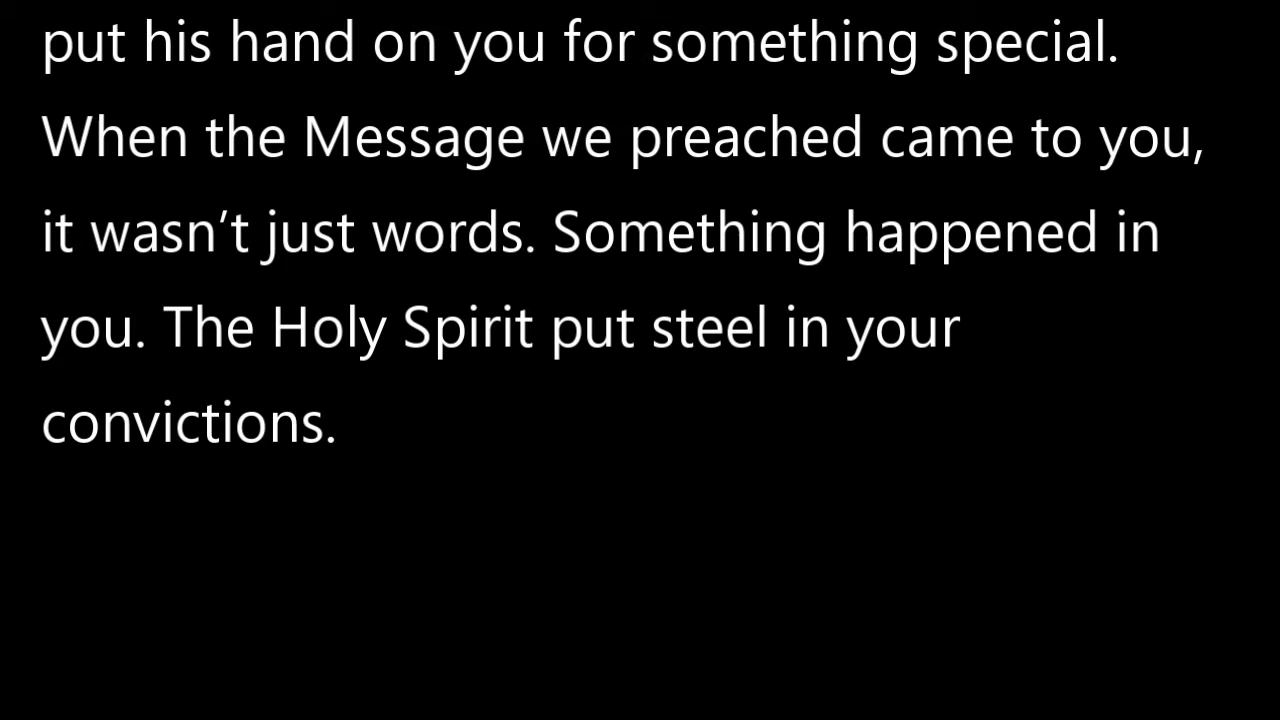 put his hand on you for something special.
When the Message we preached came to you,
it wasn’t just words. Something happened in
you. The Holy Spirit put steel in your
convictions.